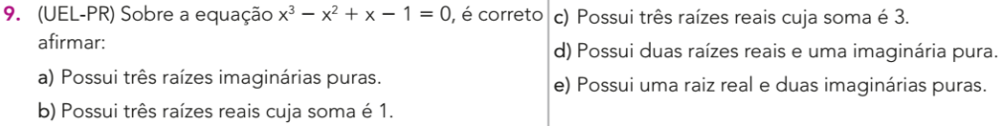 9. (UEL-PR) Sobre a equação x³ − x² + x − 1 = 0, é correto
afirmar:
a) Possui três raízes imaginárias puras.
b) Possui três raízes reais cuja soma é 1.
c) Possui três raízes reais cuja soma é 3.
d) Possui duas raízes reais e uma imaginária pura.
e) Possui uma raiz real e duas imaginárias puras.